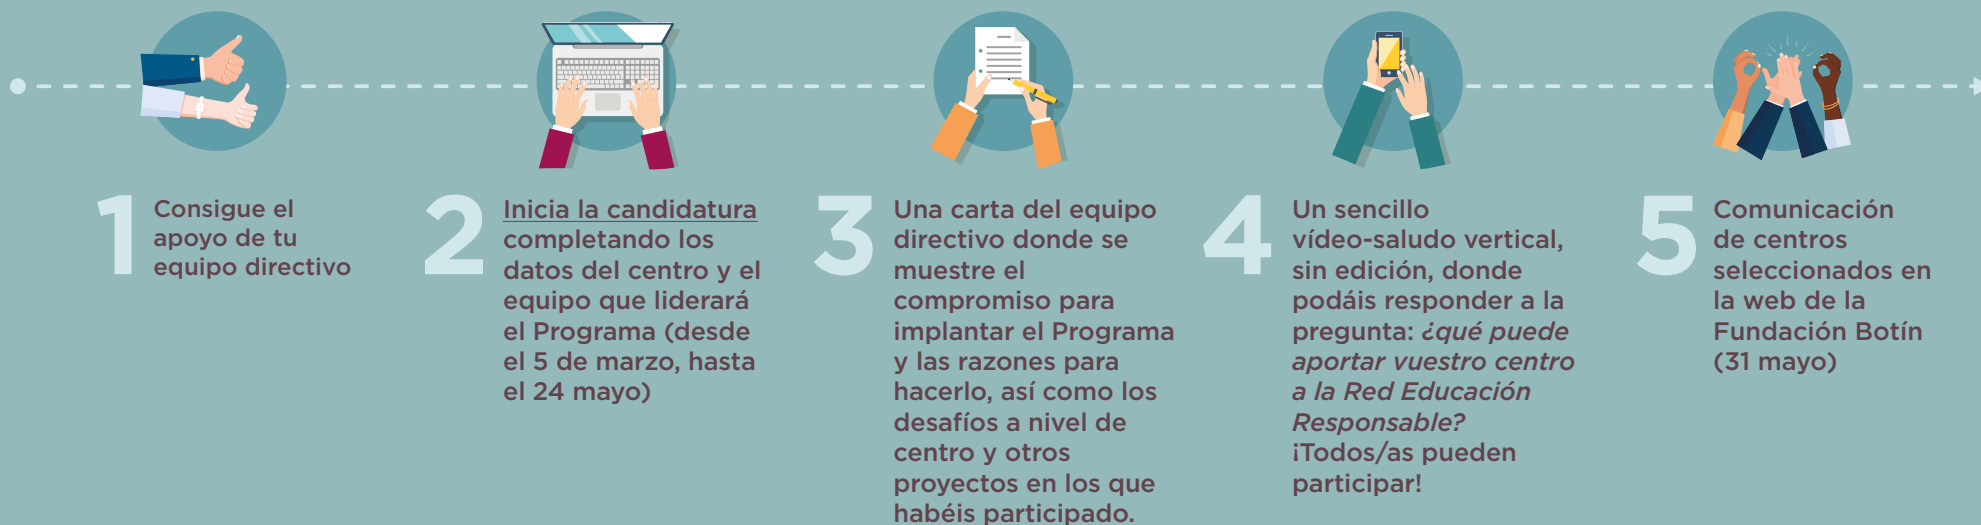 1
Consigue el
apoyo de tu
equipo directivo
2
Inicia la candidatura
completando los
datos del centro y el
equipo que liderará
el Programa (desde
el 5 de marzo, hasta
el 24 mayo)
3
Una carta del equipo
directivo donde se
muestre el
compromiso para
implantar el Programa
y las razones para
hacerlo, así como los
desafíos a nivel de
centro y otros
proyectos en los que
habéis participado.
4
Un sencillo
vídeo-saludo vertical,
sin edición, donde
podáis responder a la
pregunta: ¿qué puede
aportar vuestro centro
a la Red Educación
Responsable?
¡Todos/as pueden
participar!
5
Comunicación
de centros
seleccionados en
la web de la
Fundación Botín
(31 mayo)